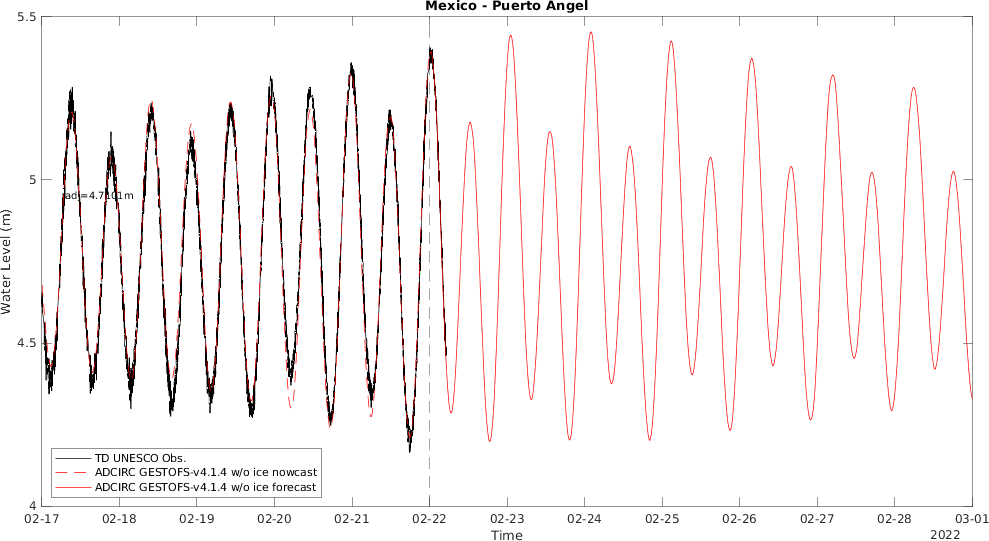 Mexico - Puerto Angel
5.5
5
4.5
4
Water Level (m)
adj=4.7101m
TD UNESCO Obs.
ADCIRC GESTOFS-v4.1.4 w/o ice nowcast
ADCIRC GESTOFS-v4.1.4 w/o ice forecast
02-17 02-18 02-19 02-20 02-21 02-22 02-23 02-24 02-25 02-26 02-27 02-28 03-01
Time
2022